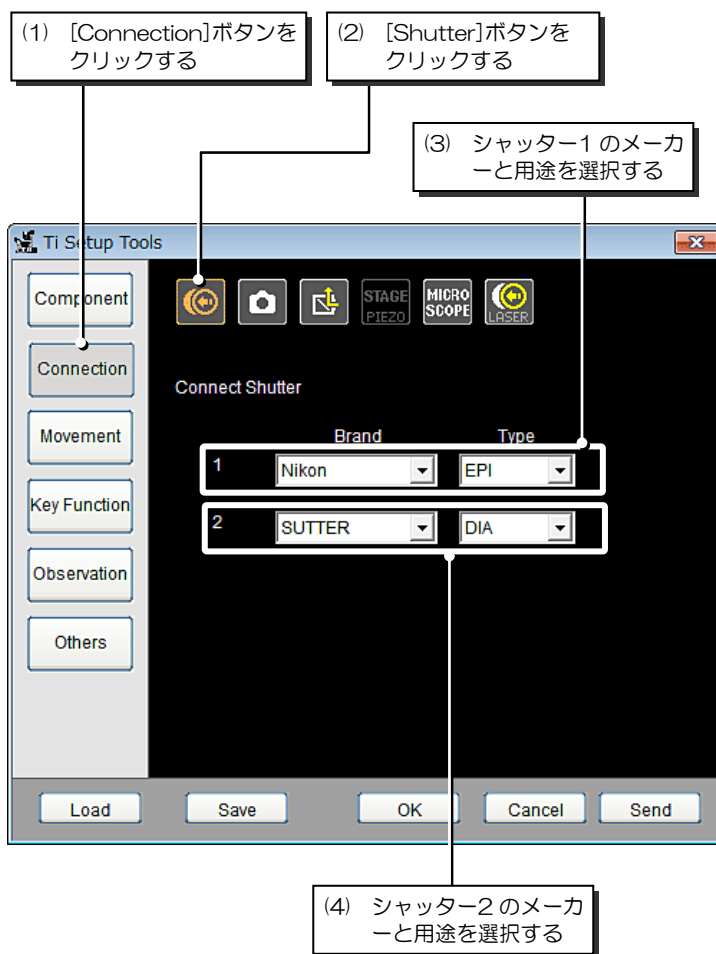 (1) [Connection]ボタンを
クリックする
(2) [Shutter]ボタンを
クリックする
(3) シャッター1 のメーカ
ーと用途を選択する
Ti Setup Tools
Component
Connection
Movement
Key Function
Observation
Others
STAGE
PIEZO
MICRO
SCOPE
LASER
Connect Shutter
Brand Type
1 Nikon EPI
2 SUTTER DIA
Load Save OK Cancel Send
(4) シャッター2 のメーカ
ーと用途を選択する